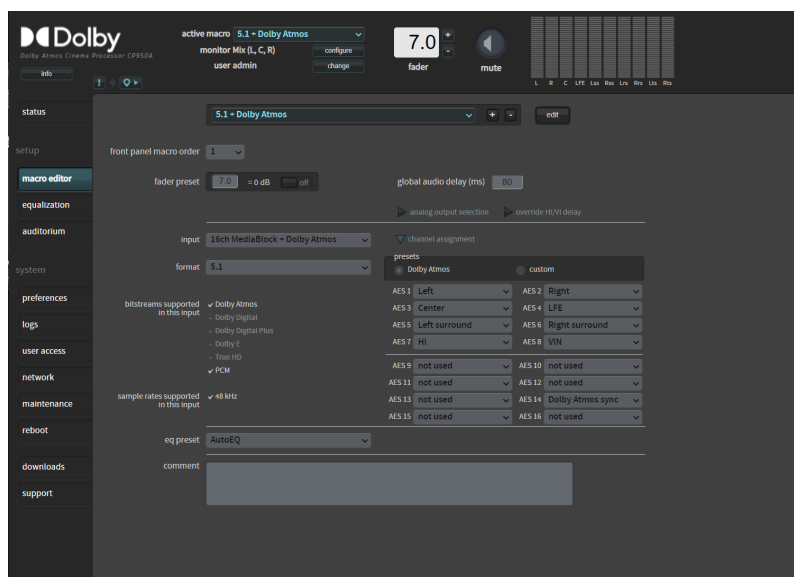 Dolby
Dolby Atmos Cinema Processor CP950A
info
active macro 5.1 + Dolby Atmos
monitor Mix (L, C, R) configure
user admin change
7.0 + -
fader
mute
L R C LFE Lss Rss Lrs Rrs Lts Rts
status
setup
macro editor
equalization
auditorium
system
preferences
logs
user access
network
maintenance
reboot
downloads
support
5.1 + Dolby Atmos + - edit
front panel macro order 1
fader preset 7.0 = 0 dB off
global audio delay (ms) 80
analog output selection override HI/VI delay
input 16ch MediaBlock + Dolby Atmos
channel assignment
format 5.1
presets
Dolby Atmos custom
bitstreams supported
in this input
Dolby Atmos
- Dolby Digital
- Dolby Digital Plus
- Dolby E
- True HD
PCM
sample rates supported
in this input
48 kHz
AES 1 Left AES 2 Right
AES 3 Center AES 4 LFE
AES 5 Left surround AES 6 Right surround
AES 7 HI AES 8 VIN
AES 9 not used AES 10 not used
AES 11 not used AES 12 not used
AES 13 not used AES 14 Dolby Atmos sync
AES 15 not used AES 16 not used
eq preset AutoEQ
comment